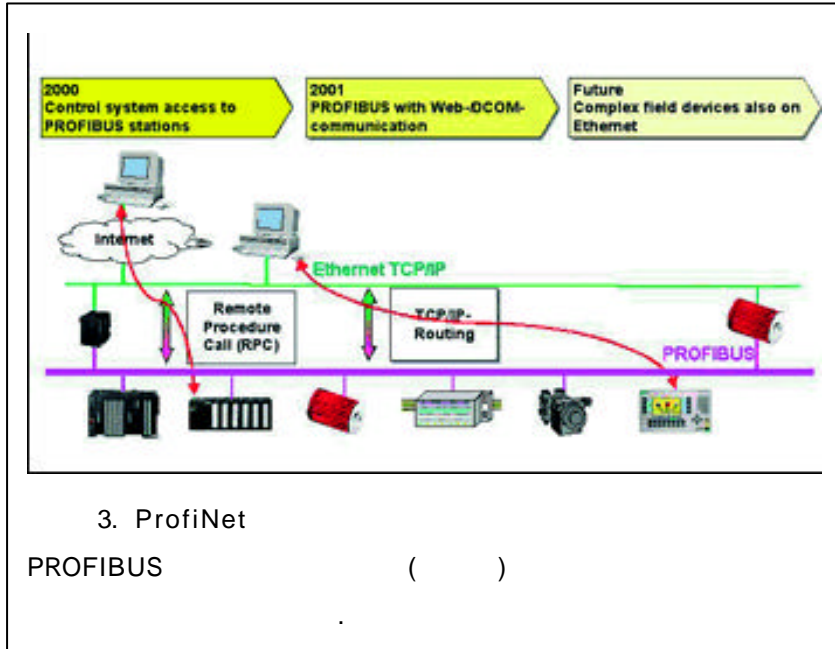 2000
Control system access to
PROFIBUS stations
2001
PROFIBUS with Web-/DCOM-
communication
Future
Complex field devices also on
Ethernet
Internet
Ethernet TCP/IP
Remote
Procedure
Call (RPC)
TCP/IP-
Routing
PROFIBUS
3. ProfiNet
PROFIBUS ( )
.